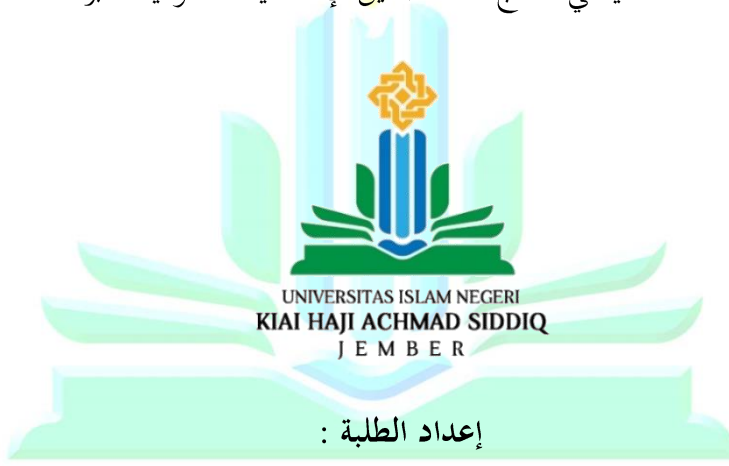 UNIVERSITAS ISLAM NEGERI
KIAI HAJI ACHMAD SIDDIQ
JEMBER
إعداد الطلبة :